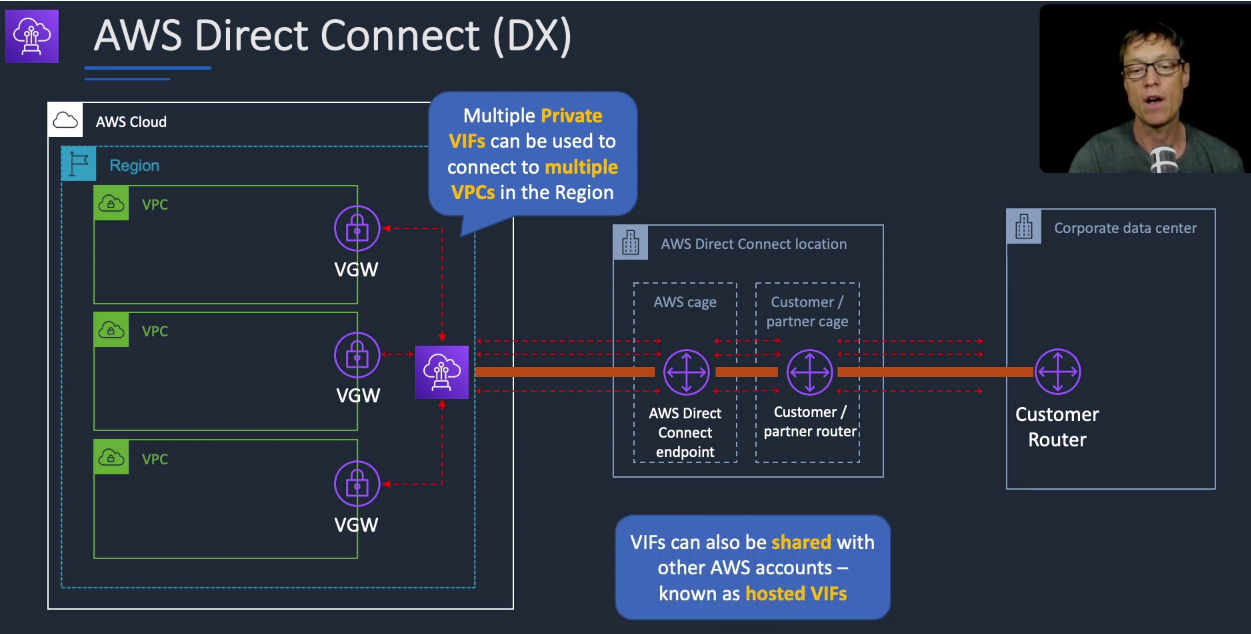 AWS Direct Connect (DX)
AWS Cloud
Multiple Private
VIFs can be used to
connect to multiple
VPCs in the Region
Region
VPC
VGW
VPC
VGW
VPC
VGW
AWS Direct Connect location
AWS cage
Customer /
partner cage
AWS Direct
Connect
endpoint
Customer /
partner router
Corporate data center
Customer
Router
VIFs can also be shared with
other AWS accounts –
known as hosted VIFs